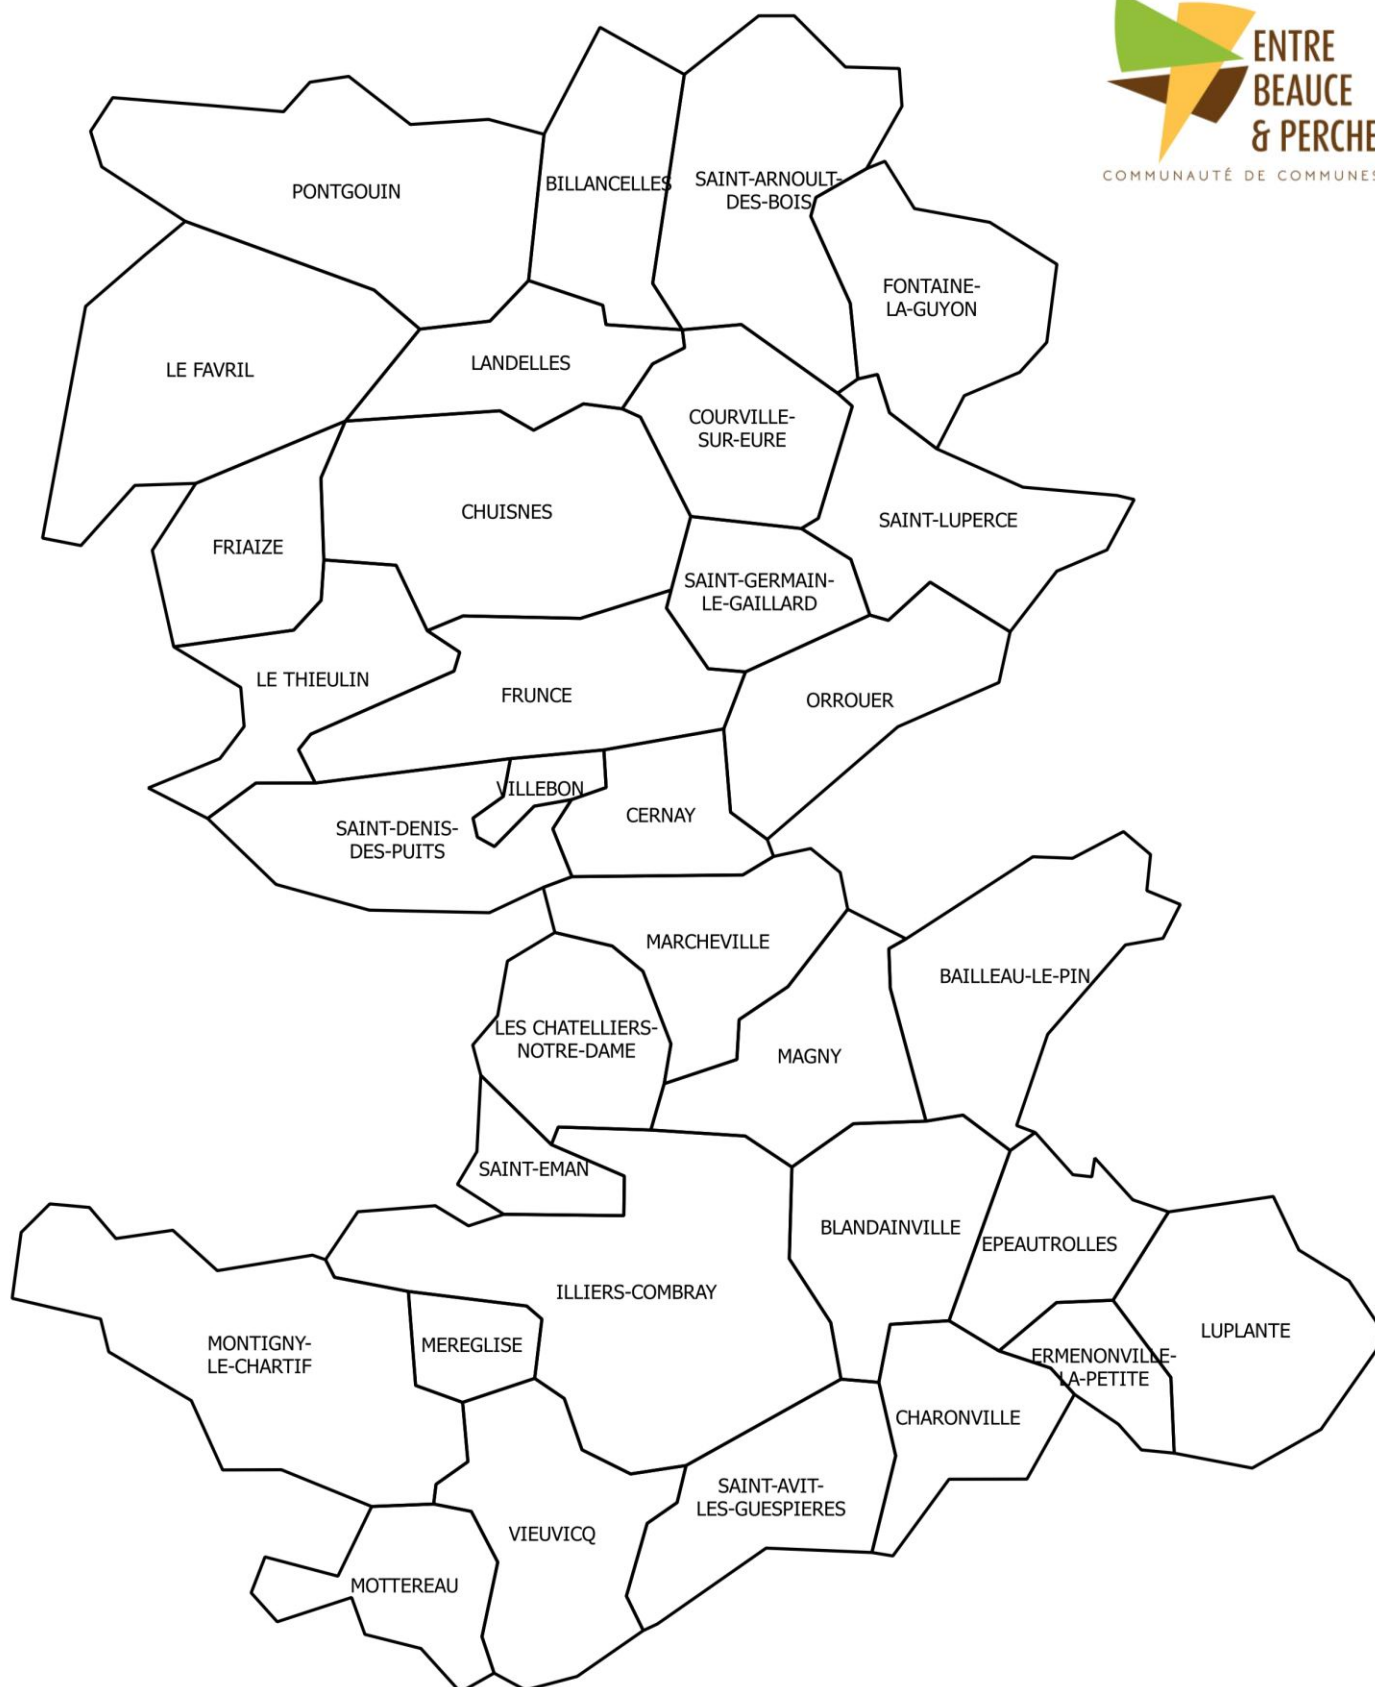 ENTRE
BEAUCE
& PERCHE
COMMUNAUTÉ DE COMMUNES
PONTGOUIN
BILLANCELLES
SAINT-ARNOULT-
DES-BOIS
FONTAINE-
LA-GUYON
LE FAVRIL
LANDELLES
COURVILLE-
SUR-EURE
CHUISNES
SAINT-LUPERCE
FRIAIZE
SAINT-GERMAIN-
LE-GAILLARD
LE THIEULIN
FRUNCE
ORROUER
VILLEBON
CERNAY
SAINT-DENIS-
DES-PUITS
MARCHEVILLE
BAILLEAU-LE-PIN
LES CHATELLIERS-
NOTRE-DAME
MAGNY
SAINT-EMAN
BLANDAINVILLE
EPEAUTROLLES
ILLIERS-COMBRAY
LUPLANTE
MONTIGNY-
LE-CHARTIF
MEREGLISE
ERMENONVILLE-
LA-PETITE
CHARONVILLE
SAINT-AVIT-
LES-GUESPIERES
VIEUVICQ
MOTTEREAU